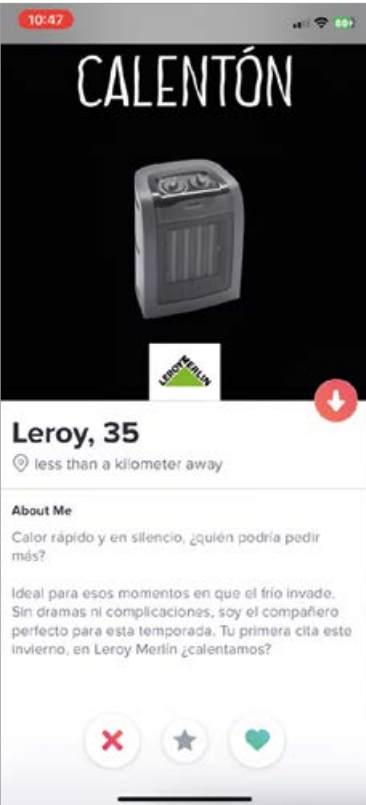 10:47
CALENTÓN
LEROY MERLIN
Leroy, 35
less than a kilometer away
About Me
Calor rápido y en silencio, ¿quién podría pedir
más?
Ideal para esos momentos en que el frío invade.
Sin dramas ni complicaciones, soy el compañero
perfecto para esta temporada. Tu primera cita este
invierno, en Leroy Merlín ¿calentamos?